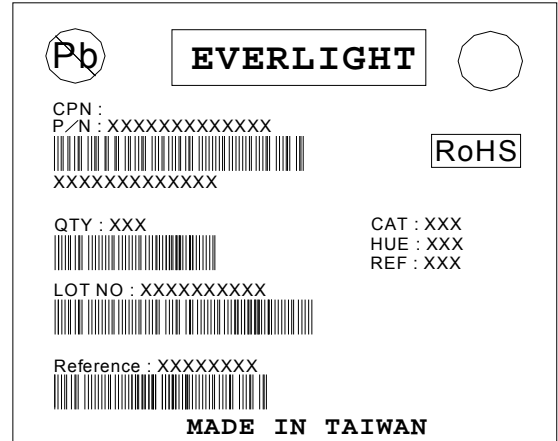 Pb
EVERLIGHT
CPN :
P/N : XXXXXXXXXXXXX
RoHS
XXXXXXXXXXXXX
QTY : XXX
CAT : XXX
HUE : XXX
REF : XXX
LOT NO : XXXXXXXXXX
Reference : XXXXXXXX
MADE IN TAIWAN